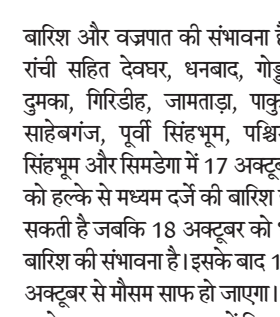 बारिश और वज्रपात की संभावना है
रांची सहित देवघर, धनबाद, गोड्
दुमका, गिरिडीह, जामताड़ा, पाकु
साहेबगंज, पूर्वी सिंहभूम, पश्चि
सिंहभूम और सिमडेगा में 17 अक्टूब
को हल्के से मध्यम दर्जे की बारिश
सकती है जबकि 18 अक्टूबर को
बारिश की संभावना है। इसके बाद 1
अक्टूबर से मौसम साफ हो जाएगा।